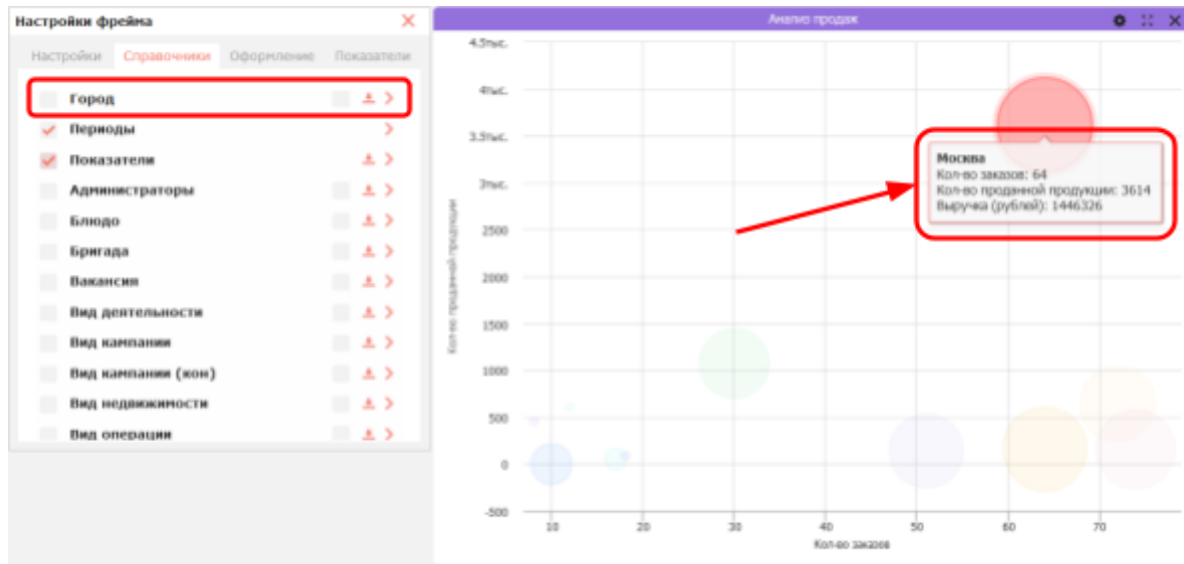 Настройки фрейма
Настройки Справочники Оформление Показатели
Город
Периоды
Показатели
Администраторы
Блюдо
Бригада
Вакансия
Вид деятельности
Вид кампании
Вид кампании (кон)
Вид недвижимости
Вид операции
Анализ продаж
4.5тыс.
4тыс.
3.5тыс.
3тыс.
2500
2000
1500
1000
500
0
-500
Кол-во проданной продукции
Москва
Кол-во заказов: 64
Кол-во проданной продукции: 3614
Выручка (рублей): 1446326
10 20 30 40 50 60 70
Кол-во заказов